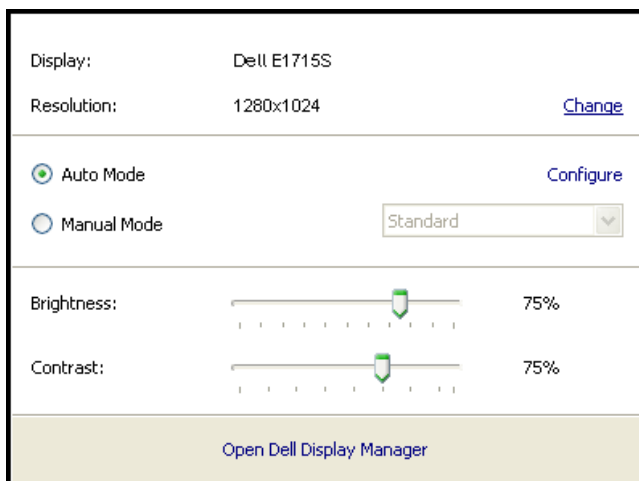 Display: Dell E1715S
Resolution: 1280x1024 Change
Auto Mode Configure
Manual Mode Standard
Brightness: 75%
Contrast: 75%
Open Dell Display Manager